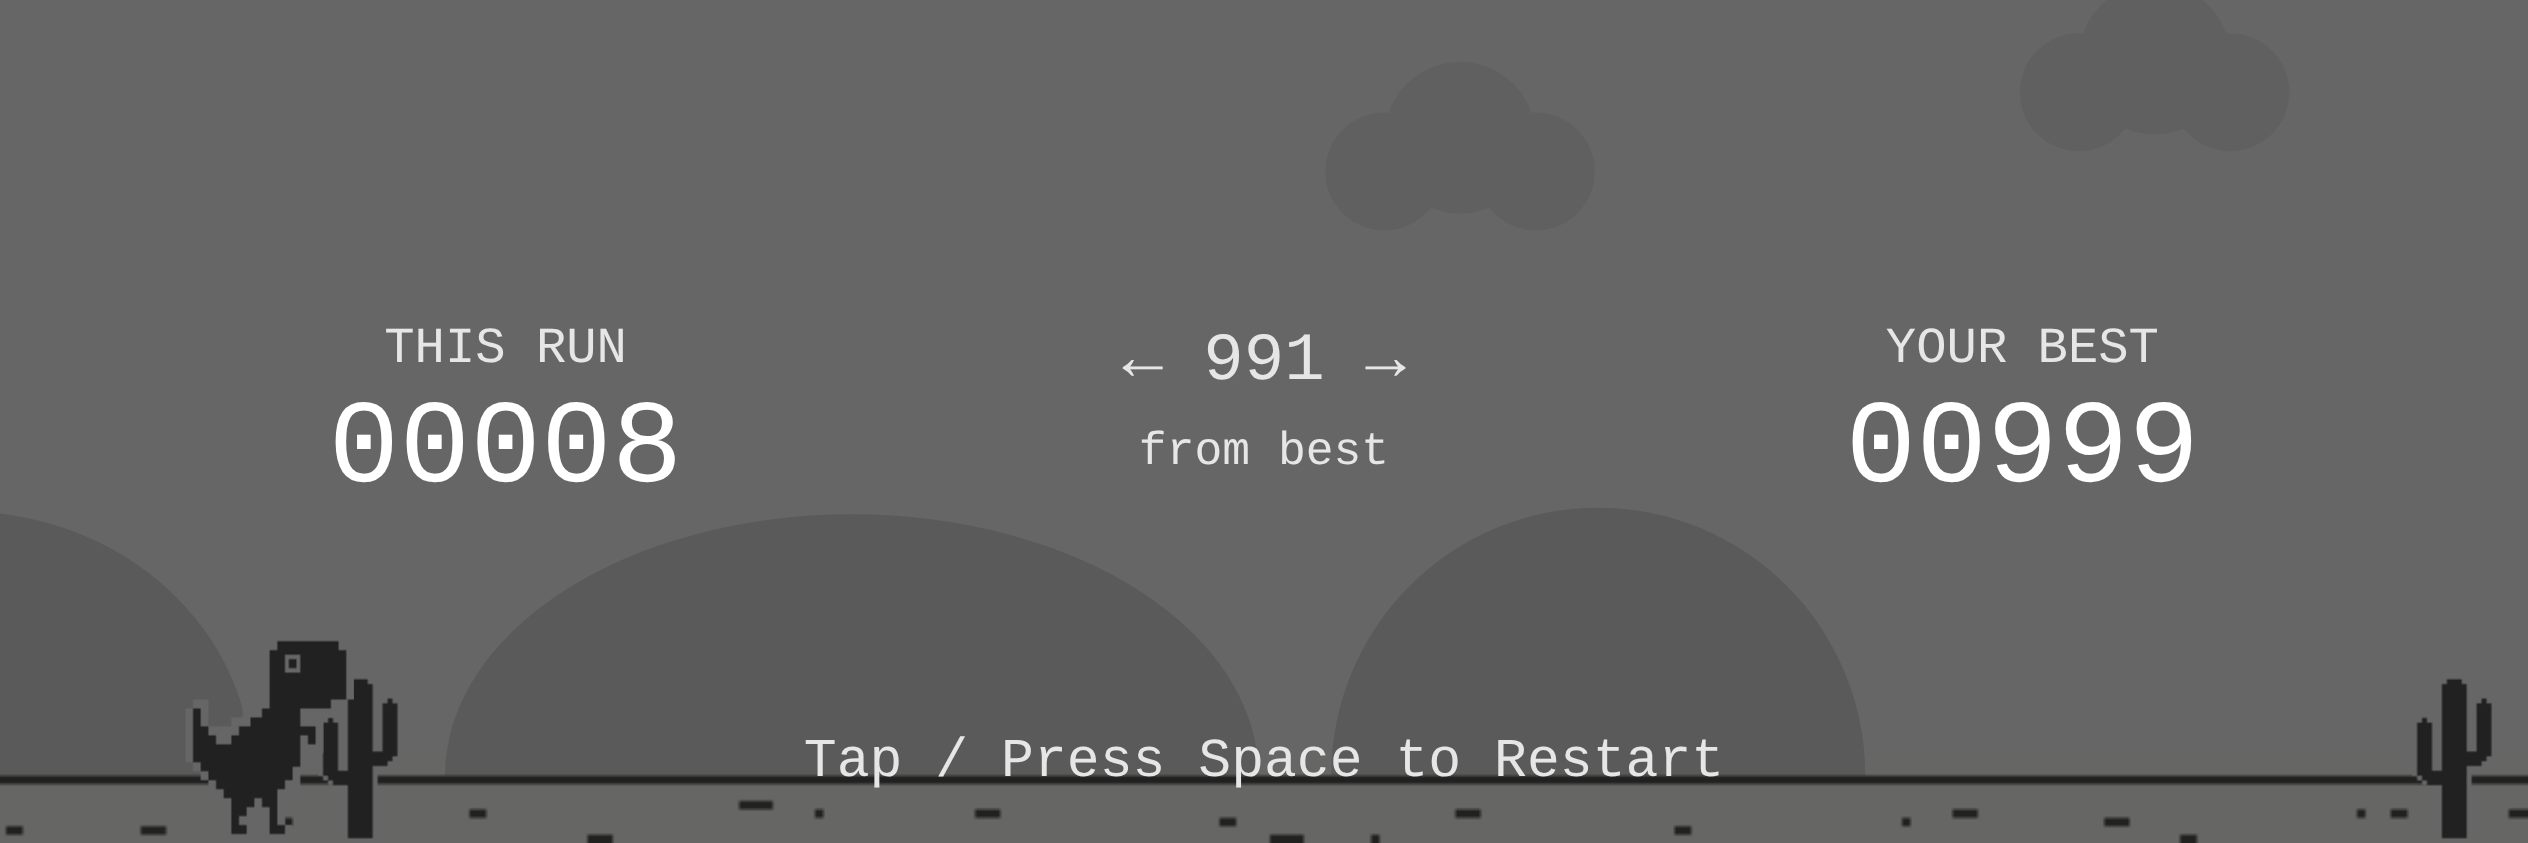 THIS RUN
00008
← 991 →
from best
YOUR BEST
00999
Tap / Press Space to Restart